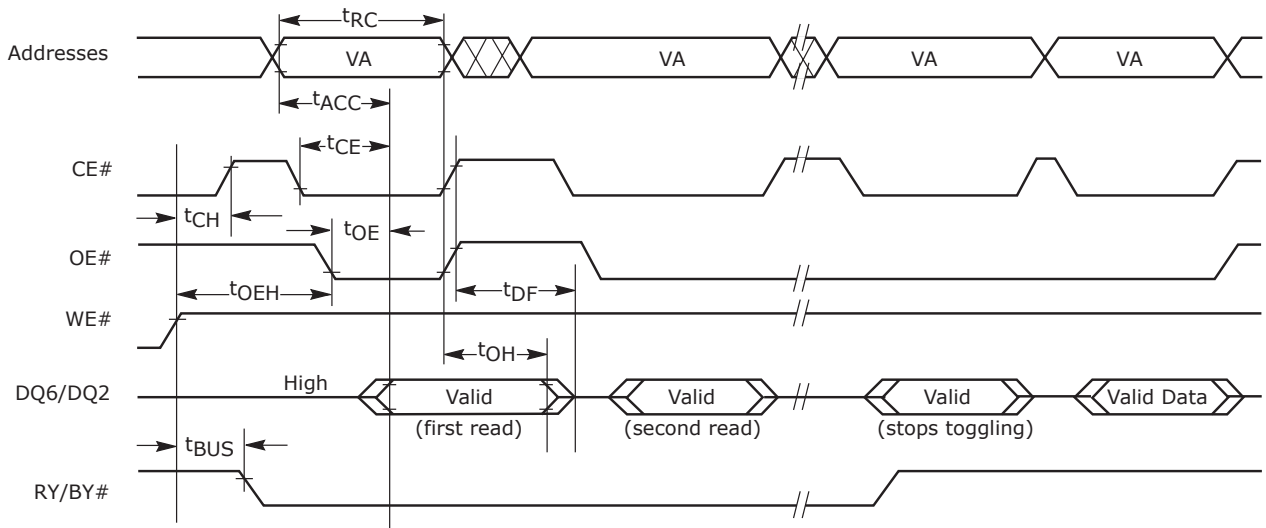 tRC
Addresses VA VA VA VA
tACC
tCE
CE#
tCH tOE
OE#
tOEH tDF
WE#
tOH
DQ6/DQ2 High Valid Valid Valid Valid Data
(first read) (second read) (stops toggling)
tBUS
RY/BY#